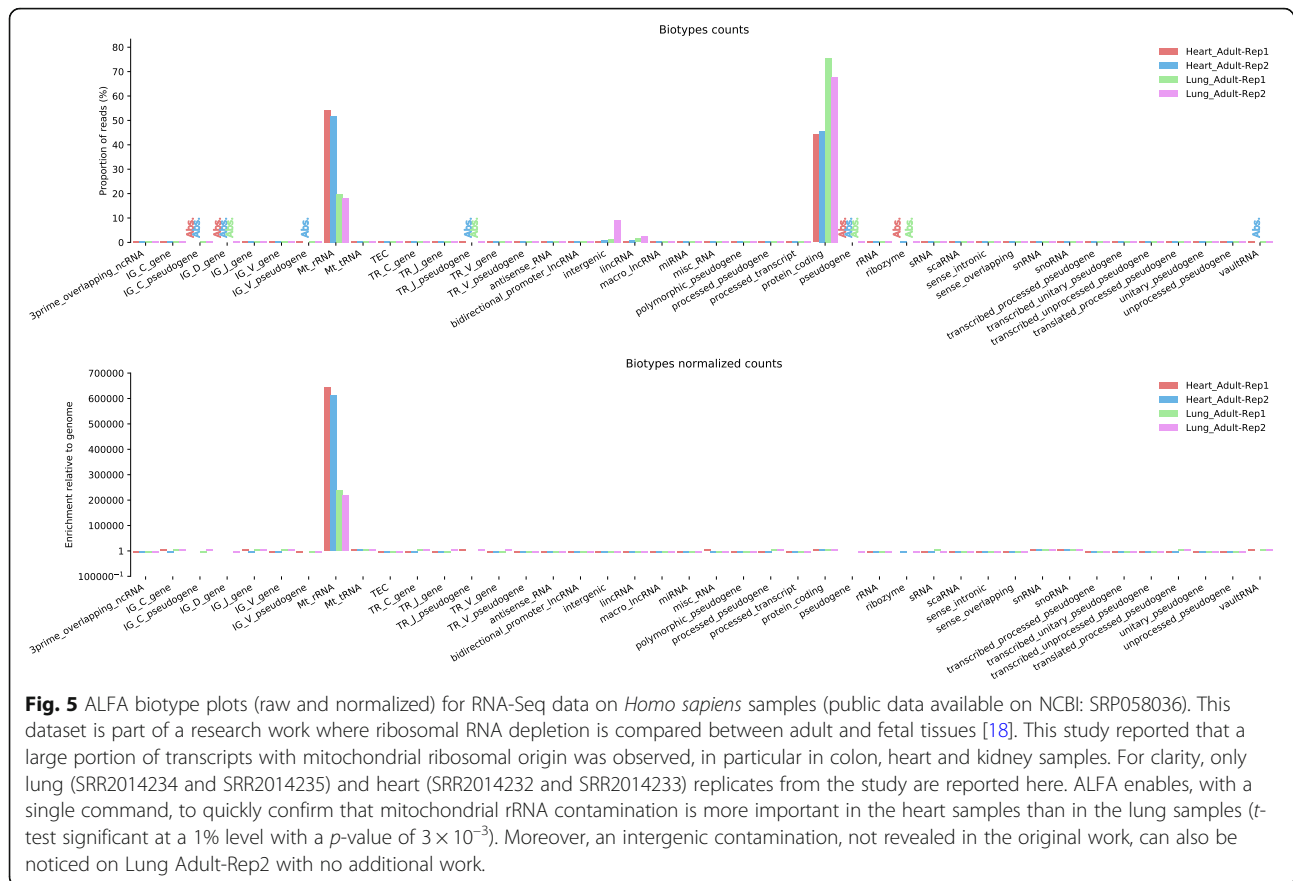 Biotypes counts
Proportion of reads (%)
80
70
60
50
40
30
20
10
0
Heart_Adult-Rep1
Heart_Adult-Rep2
Lung_Adult-Rep1
Lung_Adult-Rep2
Abs.
Abs.
Abs.
Abs.
Abs.
Abs.
Abs.
Abs.
Abs.
Abs.
Abs.
Abs.
Abs.
Abs.
3prime_overlapping_ncRNA
IG_C_gene
IG_C_pseudogene
IG_D_gene
IG_J_gene
IG_V_gene
IG_V_pseudogene
Mt_rRNA
Mt_tRNA
TEC
TR_C_gene
TR_J_gene
TR_J_pseudogene
TR_V_gene
TR_V_pseudogene
antisense_RNA
bidirectional_promoter_lncRNA
intergenic
lincRNA
macro_lncRNA
miRNA
misc_RNA
polymorphic_pseudogene
processed_pseudogene
processed_transcript
protein_coding
pseudogene
rRNA
ribozyme
sRNA
scaRNA
sense_intronic
sense_overlapping
snRNA
snoRNA
transcribed_processed_pseudogene
transcribed_unitary_pseudogene
transcribed_unprocessed_pseudogene
translated_processed_pseudogene
unitary_pseudogene
unprocessed_pseudogene
vaultRNA
Biotypes normalized counts
Enrichment relative to genome
700000
600000
500000
400000
300000
200000
100000
1
100000⁻¹
Heart_Adult-Rep1
Heart_Adult-Rep2
Lung_Adult-Rep1
Lung_Adult-Rep2
3prime_overlapping_ncRNA
IG_C_gene
IG_C_pseudogene
IG_D_gene
IG_J_gene
IG_V_gene
IG_V_pseudogene
Mt_rRNA
Mt_tRNA
TEC
TR_C_gene
TR_J_gene
TR_J_pseudogene
TR_V_gene
TR_V_pseudogene
antisense_RNA
bidirectional_promoter_lncRNA
intergenic
lincRNA
macro_lncRNA
miRNA
misc_RNA
polymorphic_pseudogene
processed_pseudogene
processed_transcript
protein_coding
pseudogene
rRNA
ribozyme
sRNA
scaRNA
sense_intronic
sense_overlapping
snRNA
snoRNA
transcribed_processed_pseudogene
transcribed_unitary_pseudogene
transcribed_unprocessed_pseudogene
translated_processed_pseudogene
unitary_pseudogene
unprocessed_pseudogene
vaultRNA
Fig. 5 ALFA biotype plots (raw and normalized) for RNA-Seq data on Homo sapiens samples (public data available on NCBI: SRP058036). This
dataset is part of a research work where ribosomal RNA depletion is compared between adult and fetal tissues [18]. This study reported that a
large portion of transcripts with mitochondrial ribosomal origin was observed, in particular in colon, heart and kidney samples. For clarity, only
lung (SRR2014234 and SRR2014235) and heart (SRR2014232 and SRR2014233) replicates from the study are reported here. ALFA enables, with a
single command, to quickly confirm that mitochondrial rRNA contamination is more important in the heart samples than in the lung samples (t-
test significant at a 1% level with a p-value of 3 × 10⁻³). Moreover, an intergenic contamination, not revealed in the original work, can also be
noticed on Lung Adult-Rep2 with no additional work.